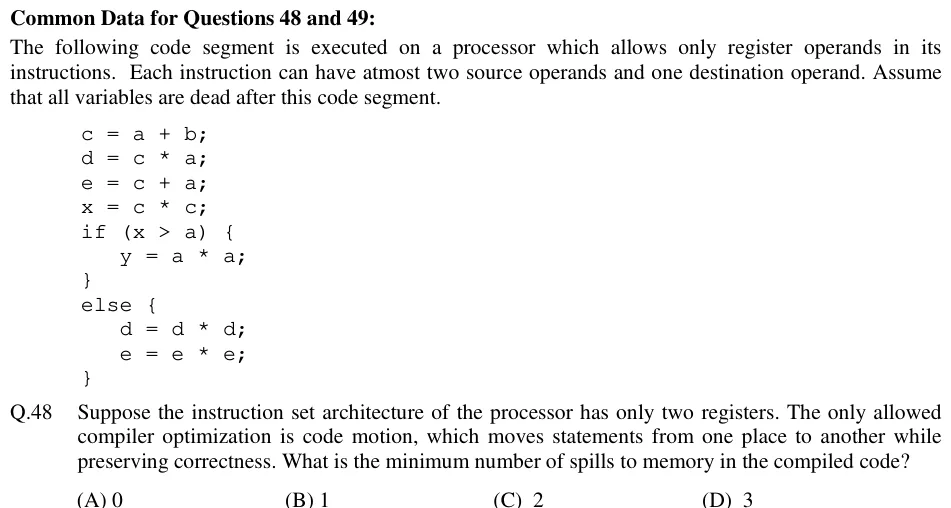 Common Data for Questions 48 and 49:
The following code segment is executed on a processor which allows only register operands in its
instructions. Each instruction can have atmost two source operands and one destination operand. Assume
that all variables are dead after this code segment.
c = a + b;
d = c * a;
e = c + a;
x = c * c;
if (x > a) {
y = a * a;
}
else {
d = d * d;
e = e * e;
}
Q.48 Suppose the instruction set architecture of the processor has only two registers. The only allowed
compiler optimization is code motion, which moves statements from one place to another while
preserving correctness. What is the minimum number of spills to memory in the compiled code?
(A) 0 (B) 1 (C) 2 (D) 3